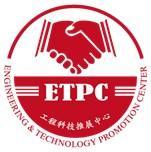 ETPC
工程科技推展中心
ENGINEERING & TECHNOLOGY PROMOTION CENTER